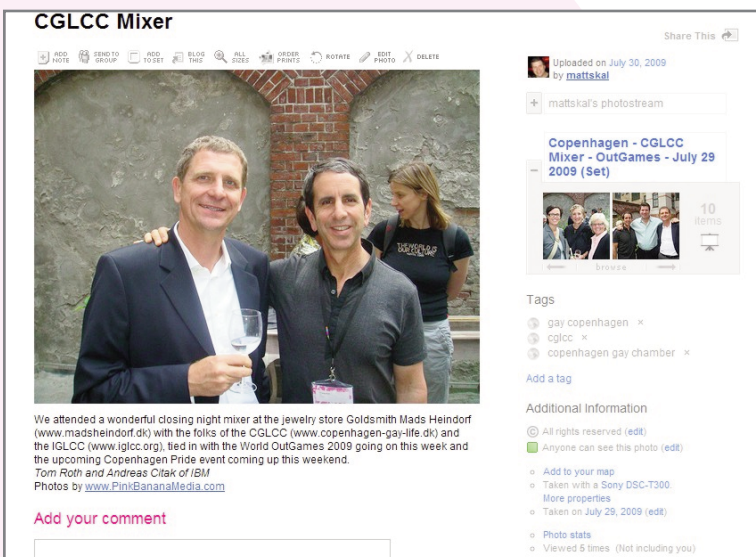 CGLCC Mixer
Share This
ADD NOTE
SEND TO GROUP
ADD TO SET
BLOG THIS
ALL SIZES
ORDER PRINTS
ROTATE
EDIT PHOTO
DELETE
THE WORLD IS
OUR CULTURE
We attended a wonderful closing night mixer at the jewelry store Goldsmith Mads Heindorf
(www.madsheindorf.dk) with the folks of the CGLCC (www.copenhagen-gay-life.dk) and
the IGLCC (www.iglcc.org), tied in with the World OutGames 2009 going on this week and
the upcoming Copenhagen Pride event coming up this weekend.
Tom Roth and Andreas Citak of IBM
Photos by www.PinkBananaMedia.com
Add your comment
Uploaded on July 30, 2009
by mattskal
+ mattskal's photostream
Copenhagen - CGLCC
Mixer - OutGames - July 29
2009 (Set)
10
items
browse
Tags
gay copenhagen ×
cglcc ×
copenhagen gay chamber ×
Add a tag
Additional Information
© All rights reserved (edit)
Anyone can see this photo (edit)
Add to your map
Taken with a Sony DSC-T300.
More properties
Taken on July 29, 2009 (edit)
Photo stats
Viewed 5 times (Not including you)